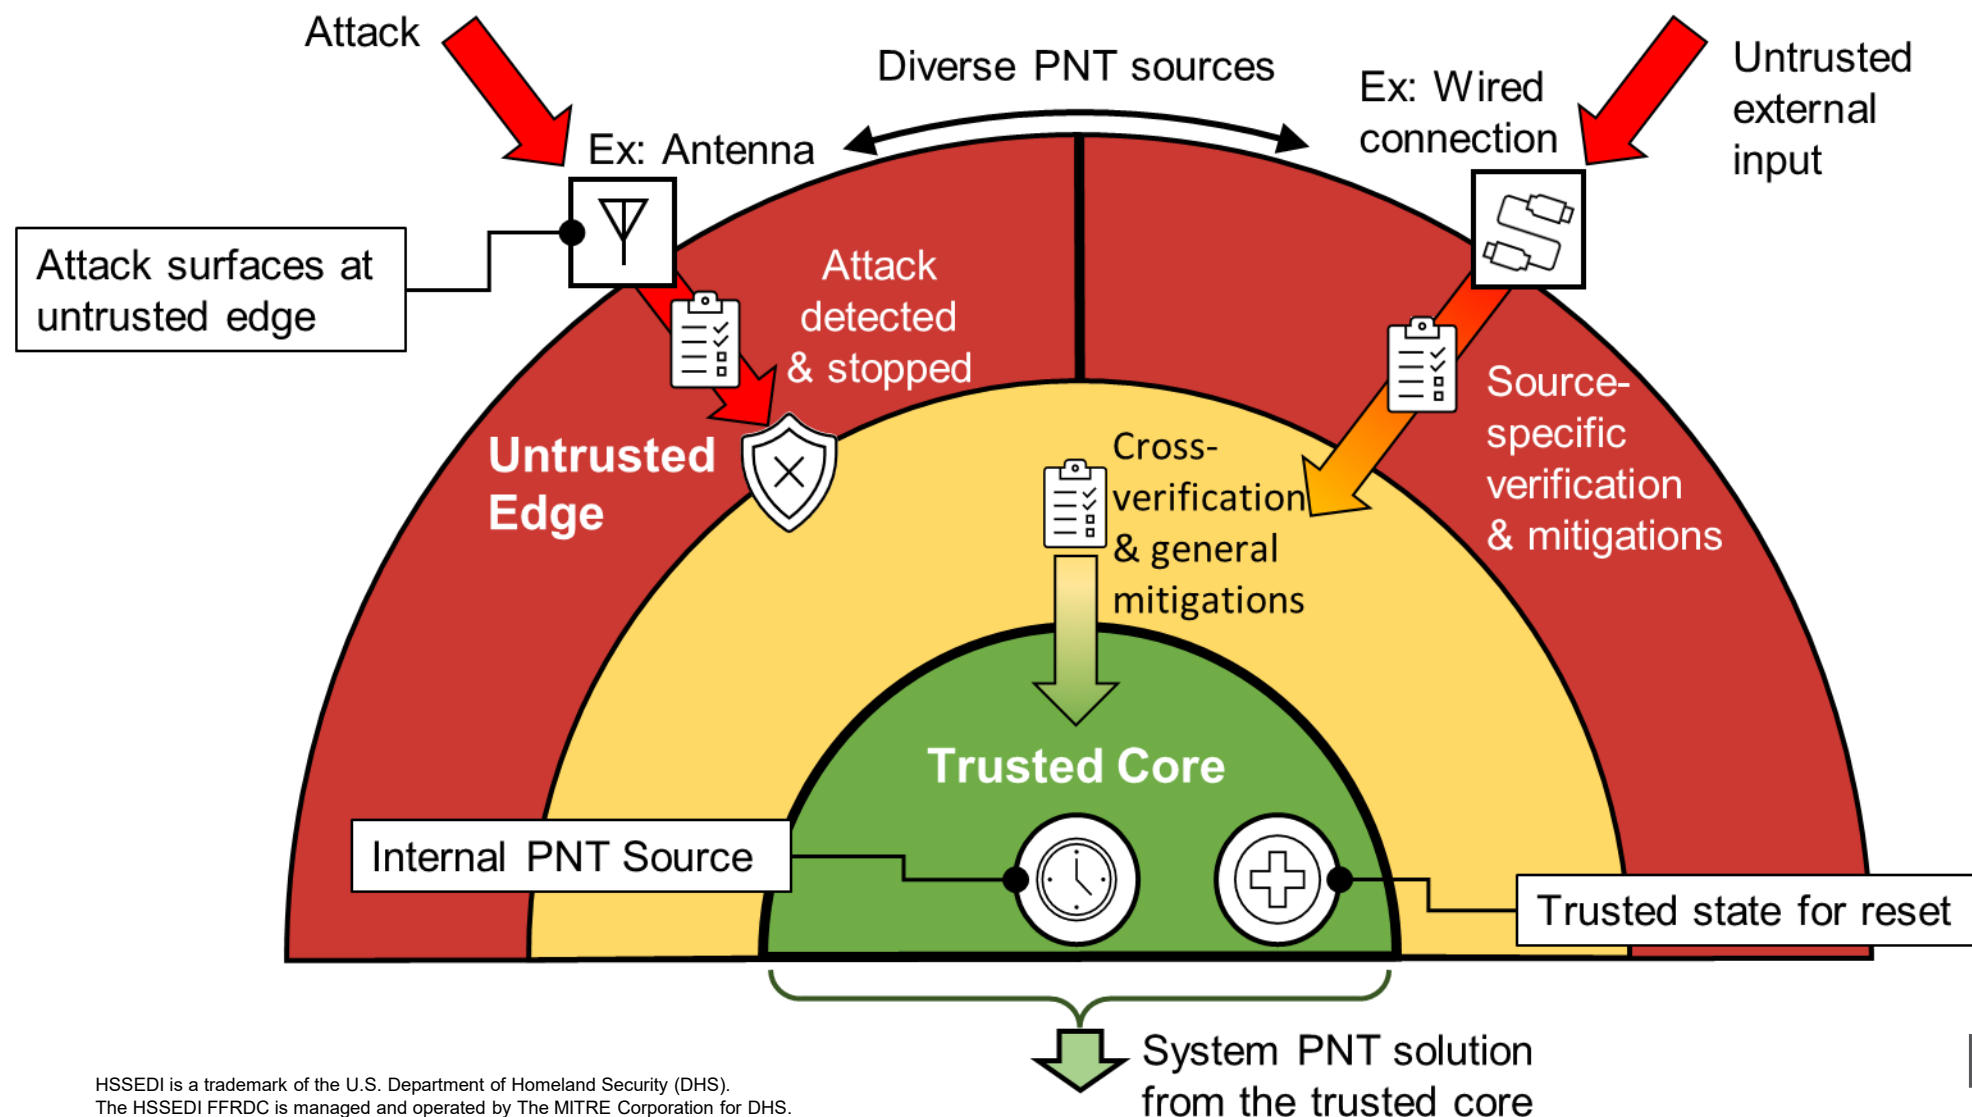 Attack
Diverse PNT sources
Untrusted
external
input
Ex: Wired
connection
Ex: Antenna
Attack surfaces at
untrusted edge
Attack
detected
& stopped
Source-
specific
verification
& mitigations
Untrusted
Edge
Cross-
verification
& general
mitigations
Trusted Core
Internal PNT Source
Trusted state for reset
System PNT solution
from the trusted core
HSSEDI is a trademark of the U.S. Department of Homeland Security (DHS).
The HSSEDI FFRDC is managed and operated by The MITRE Corporation for DHS.